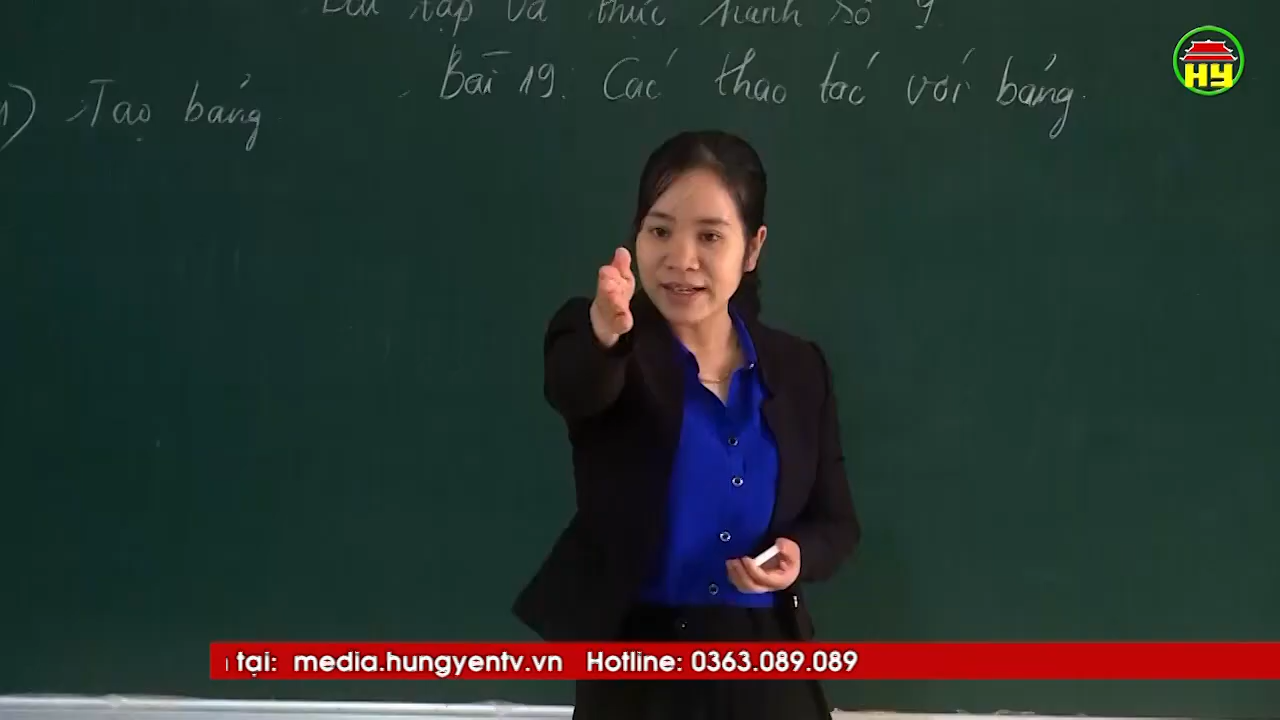 Bài tập và thực hành số 9
Bài 19: Các thao tác với bảng
1) Tạo bảng
HY
tại: media.hungyentv.vn Hotline: 0363.089.089